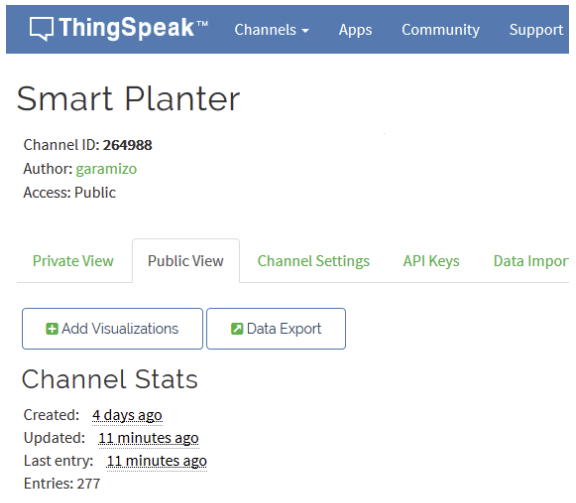 ThingSpeak™ Channels Apps Community Support
Smart Planter
Channel ID: 264988
Author: garamizo
Access: Public
Private View Public View Channel Settings API Keys Data Impor
Add Visualizations Data Export
Channel Stats
Created: 4 days ago
Updated: 11 minutes ago
Last entry: 11 minutes ago
Entries: 277